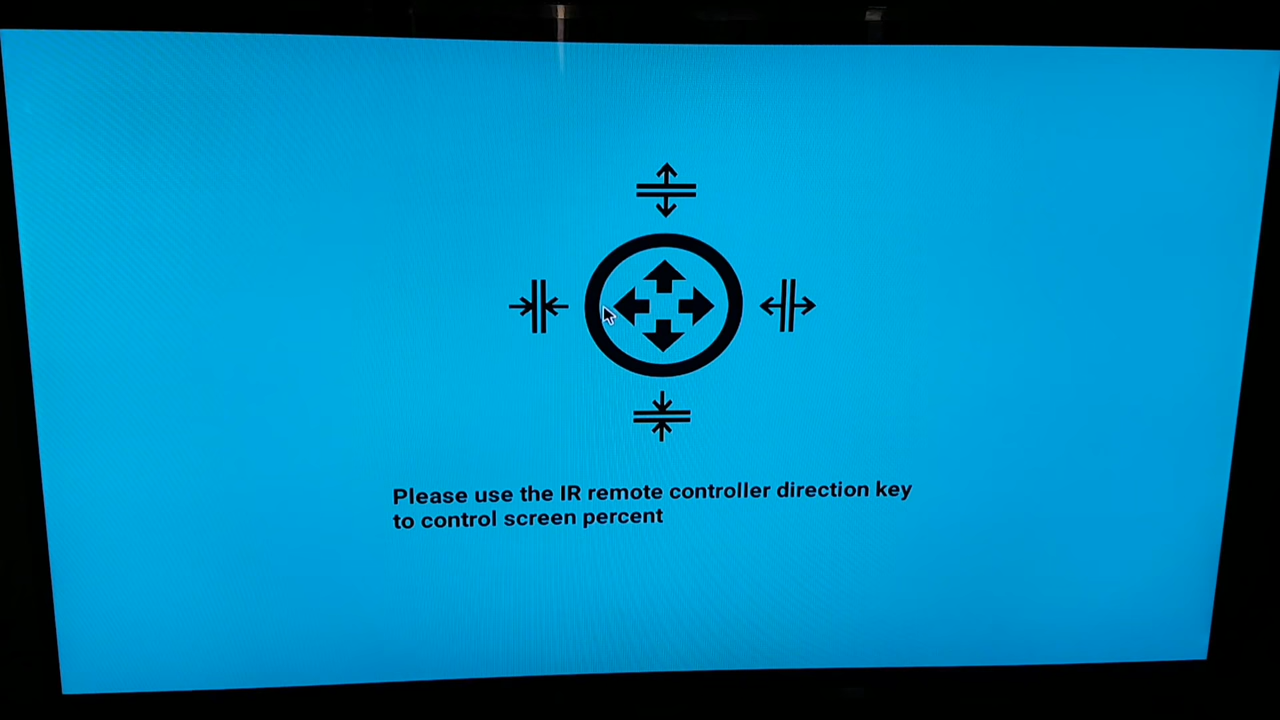 Please use the IR remote controller direction key
to control screen percent